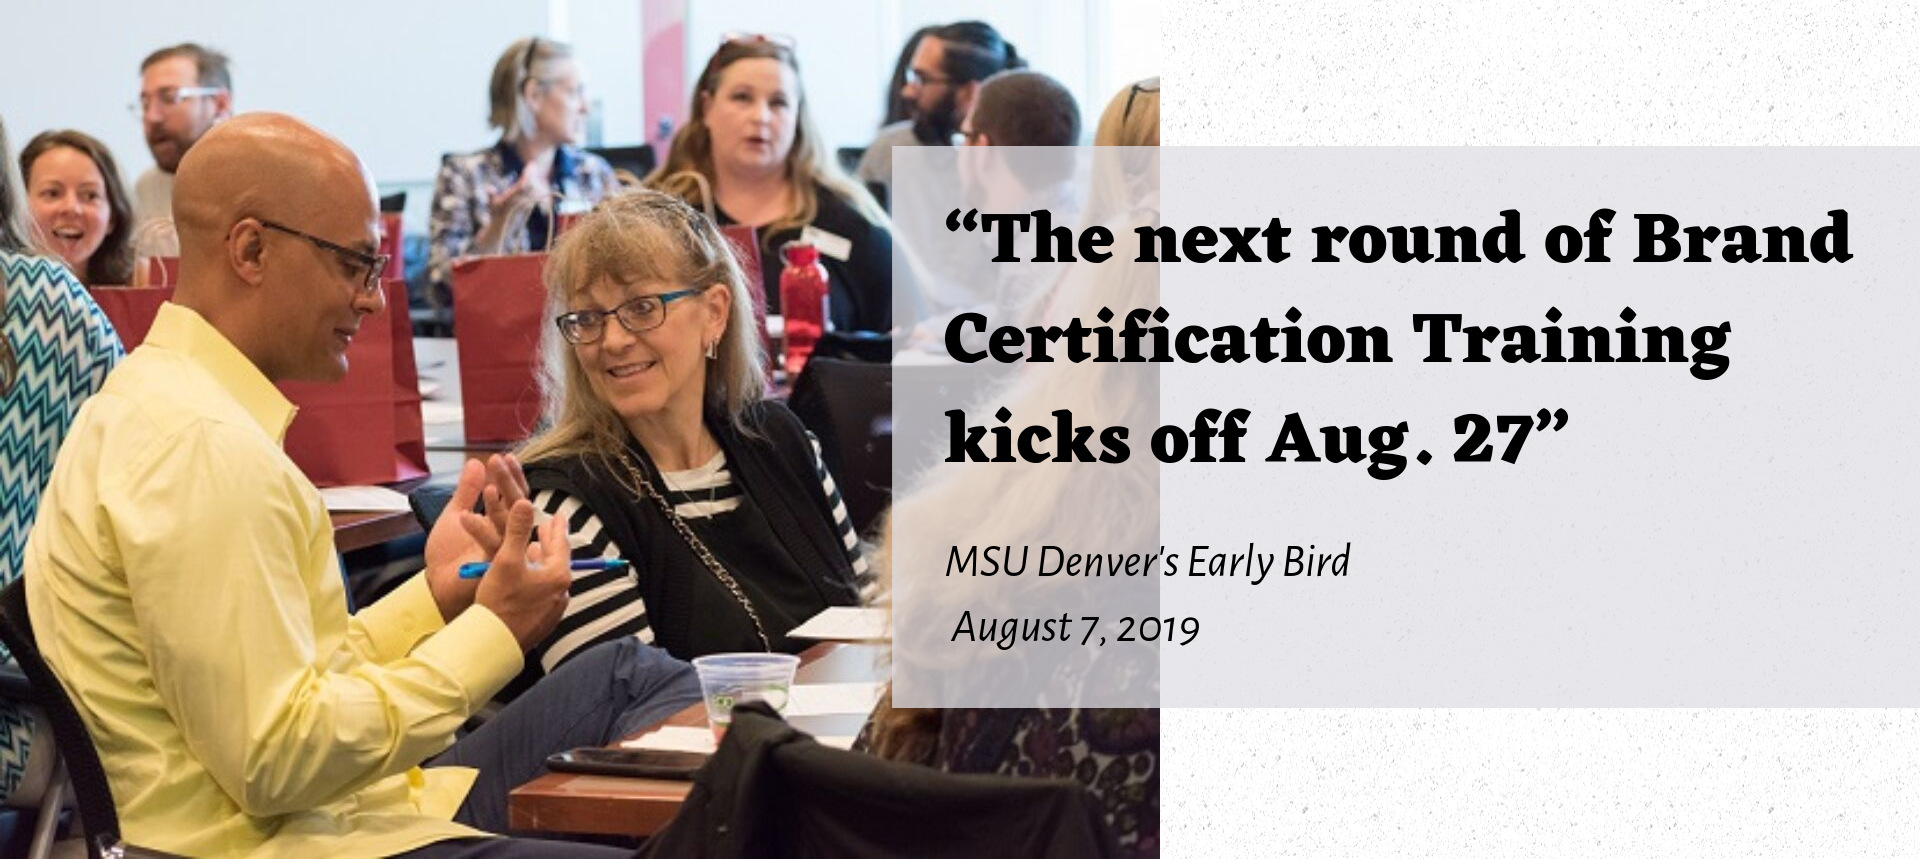 “The next round of Brand
Certification Training
kicks off Aug. 27”
MSU Denver's Early Bird
August 7, 2019